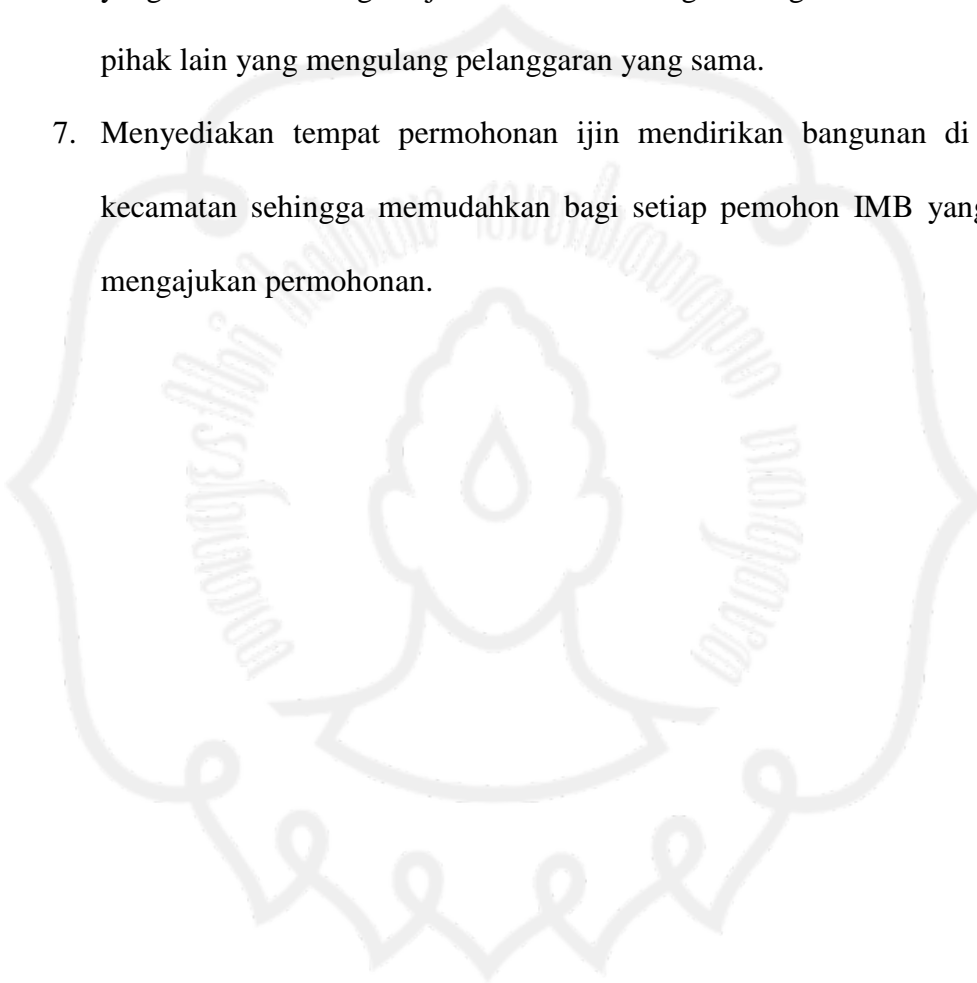 pihak lain yang mengulang pelanggaran yang sama.
7. Menyediakan tempat permohonan ijin mendirikan bangunan di
kecamatan sehingga memudahkan bagi setiap pemohon IMB yang
mengajukan permohonan.